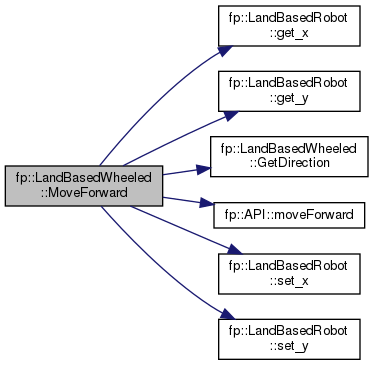 fp::LandBasedRobot
::get_x
fp::LandBasedRobot
::get_y
fp::LandBasedWheeled
::GetDirection
fp::LandBasedWheeled
::MoveForward
fp::API::moveForward
fp::LandBasedRobot
::set_x
fp::LandBasedRobot
::set_y